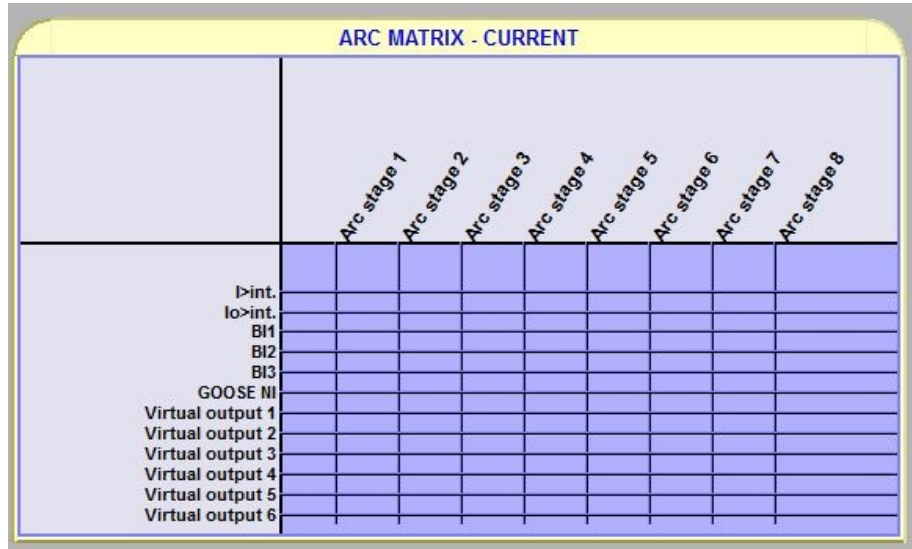 ARC MATRIX - CURRENT
Arc stage 1
Arc stage 2
Arc stage 3
Arc stage 4
Arc stage 5
Arc stage 6
Arc stage 7
Arc stage 8
I>int.
Io>int.
BI1
BI2
BI3
GOOSE NI
Virtual output 1
Virtual output 2
Virtual output 3
Virtual output 4
Virtual output 5
Virtual output 6